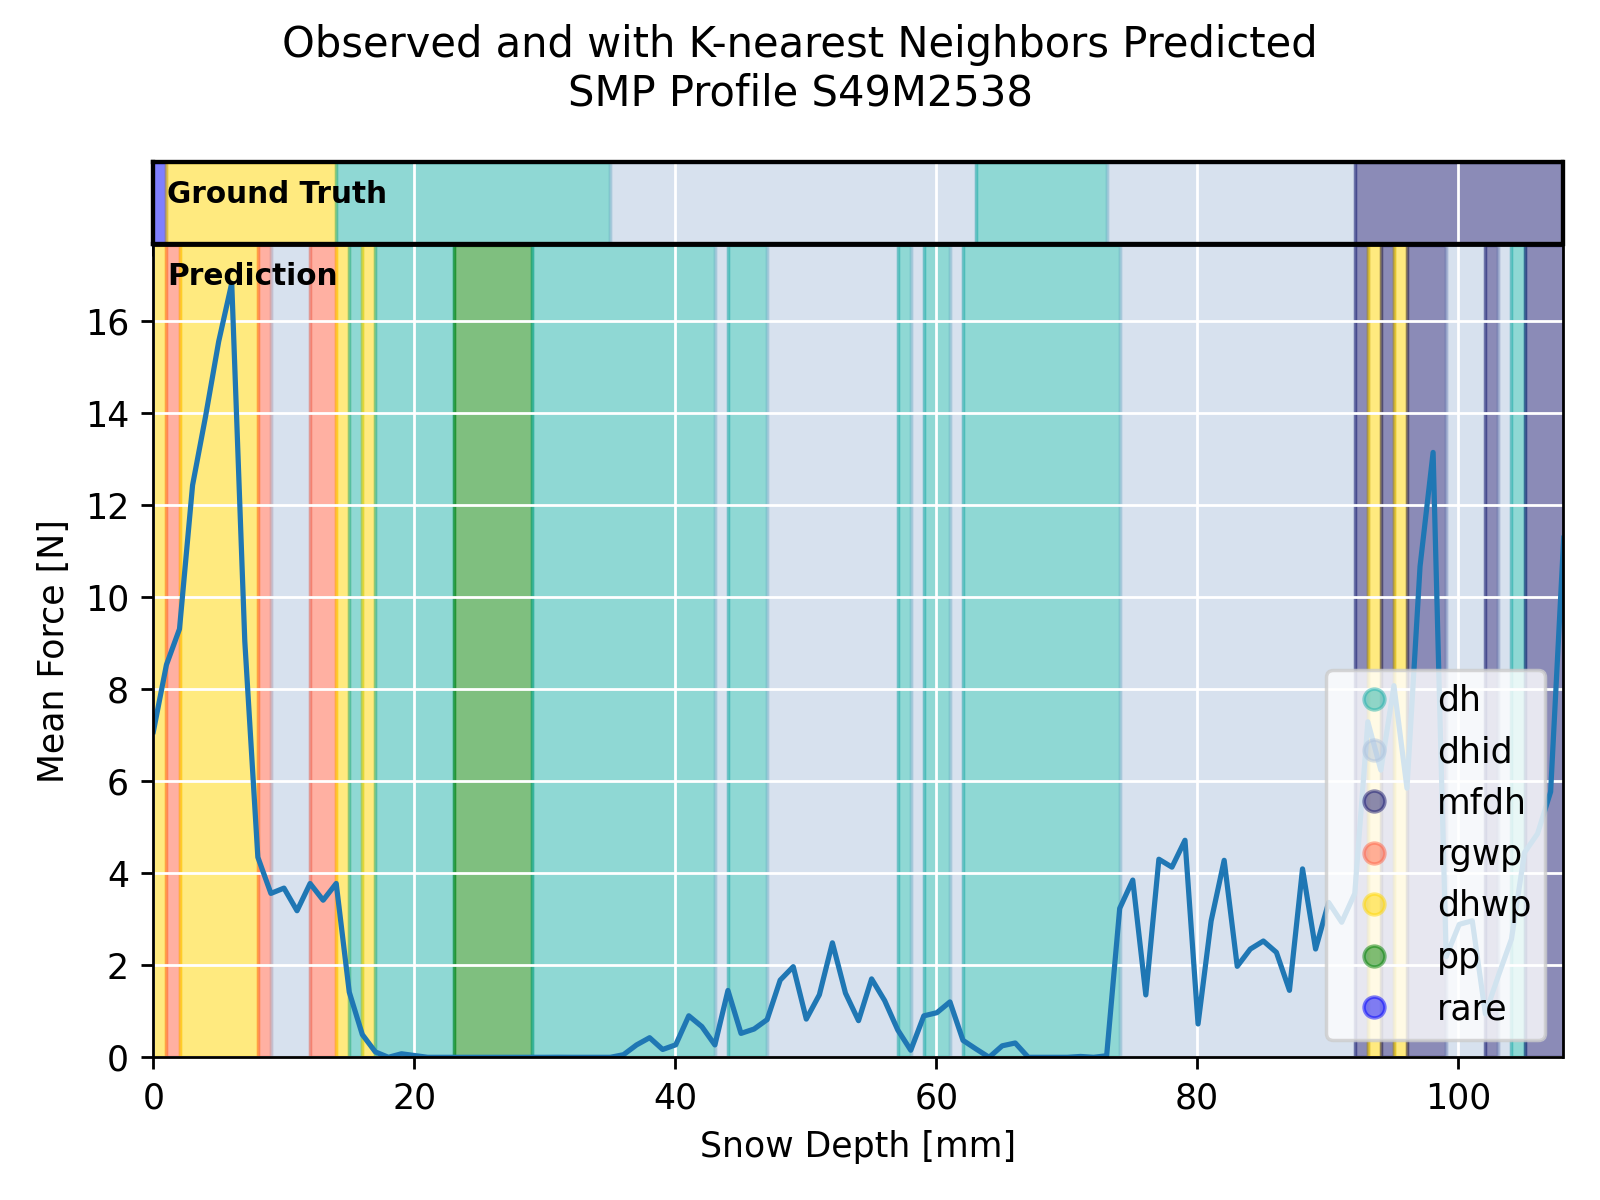 Observed and with K-nearest Neighbors Predicted
SMP Profile S49M2538
Ground Truth
Prediction
16
14
12
10
8
6
4
2
0
Mean Force [N]
dh
dhid
mfdh
rgwp
dhwp
pp
rare
0 20 40 60 80 100
Snow Depth [mm]